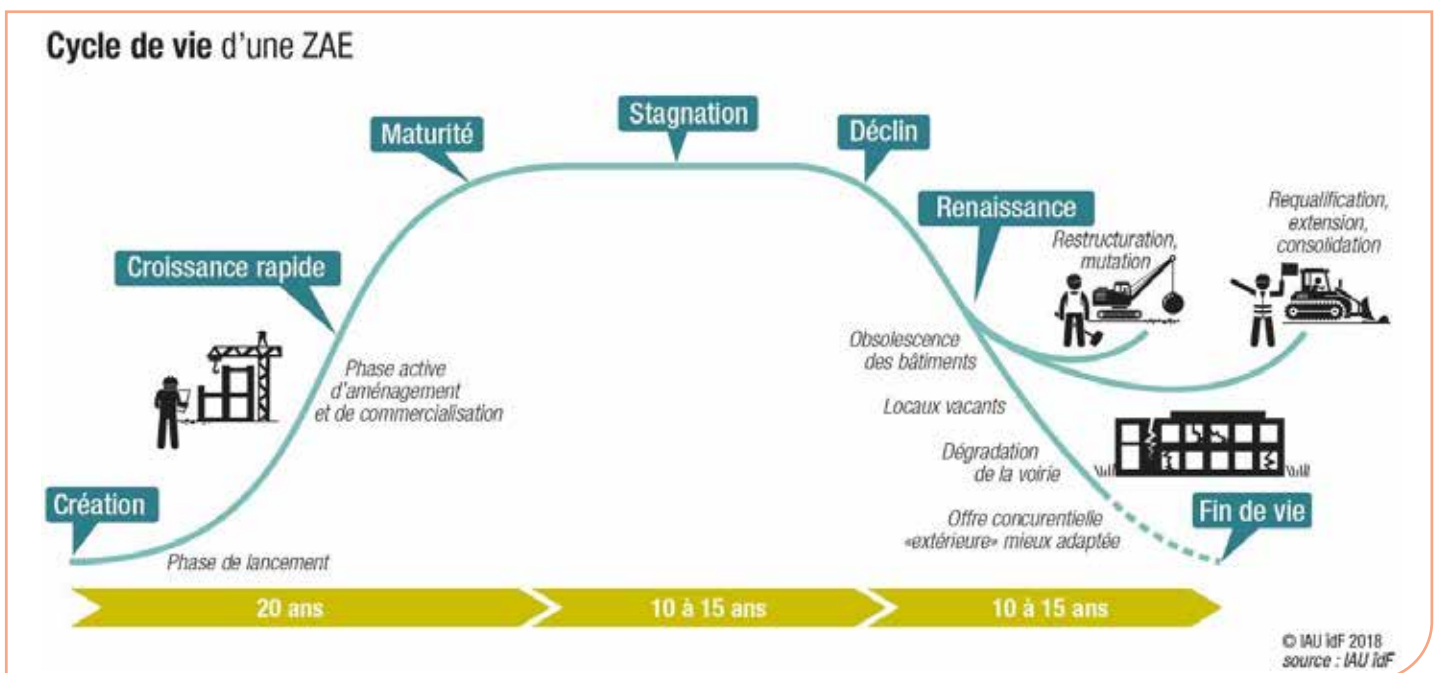 Cycle de vie d'une ZAE
Stagnation
Maturité
Déclin
Renaissance
Requalification,
extension,
consolidation
Restructuration,
mutation
Croissance rapide
Phase active
d'aménagement
et de commercialisation
Obsolescence
des bâtiments
Locaux vacants
Dégradation
de la voirie
Création
Fin de vie
Offre concurentielle
«extérieure» mieux adaptée
Phase de lancement
20 ans
10 à 15 ans
10 à 15 ans
© IAU îdF 2018
source : IAU îdF